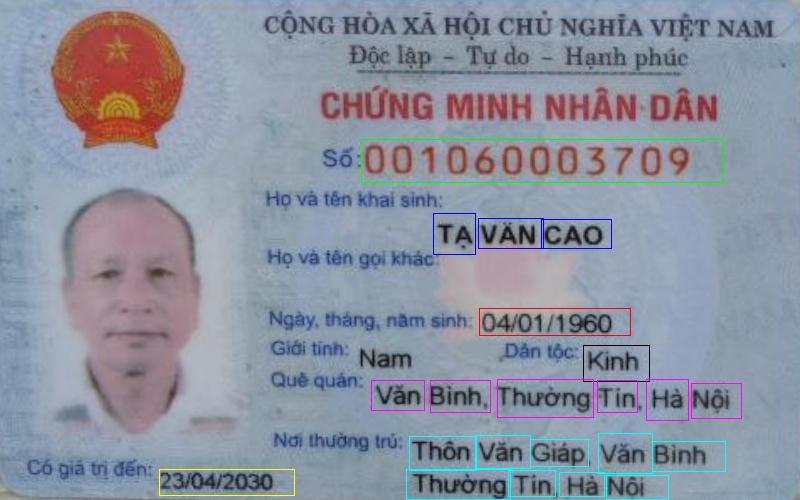 CỘNG HÒA XÃ HỘI CHỦ NGHĨA VIỆT NAM
Độc lập - Tự do - Hạnh phúc
CHỨNG MINH NHÂN DÂN
Số: 001060003709
Họ và tên khai sinh:
TẠ VĂN CAO
Họ và tên gọi khác:
Ngày, tháng, năm sinh: 04/01/1960
Giới tính: Nam Dân tộc: Kinh
Quê quán: Văn Bình, Thường Tín, Hà Nội
Nơi thường trú: Thôn Văn Giáp, Văn Bình
Thường Tín, Hà Nội
Có giá trị đến: 23/04/2030